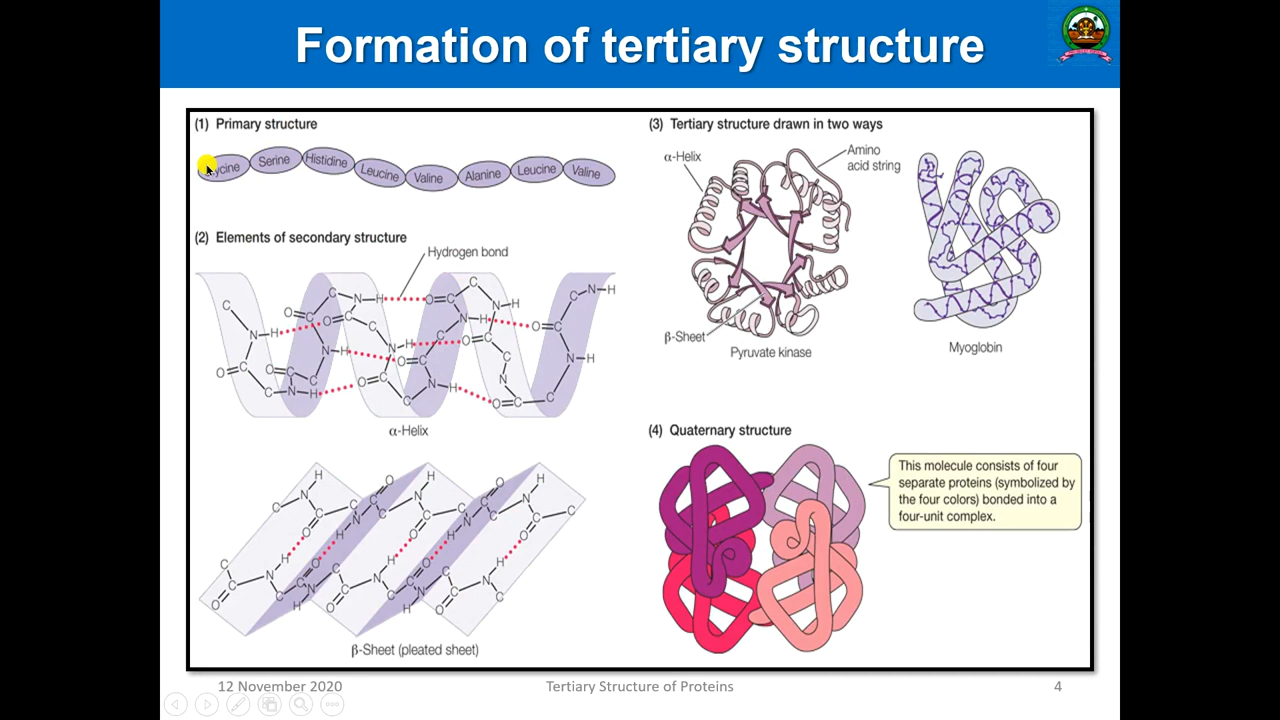 Formation of tertiary structure
(1) Primary structure
Serine
Histidine
Leucine
Valine
Alanine
Leucine
Valine
(2) Elements of secondary structure
Hydrogen bond
α-Helix
β-Sheet (pleated sheet)
(3) Tertiary structure drawn in two ways
α-Helix
Amino
acid string
β-Sheet
Pyruvate kinase
Myoglobin
(4) Quaternary structure
This molecule consists of four
separate proteins (symbolized by
the four colors) bonded into a
four-unit complex.
12 November 2020
Tertiary Structure of Proteins
4